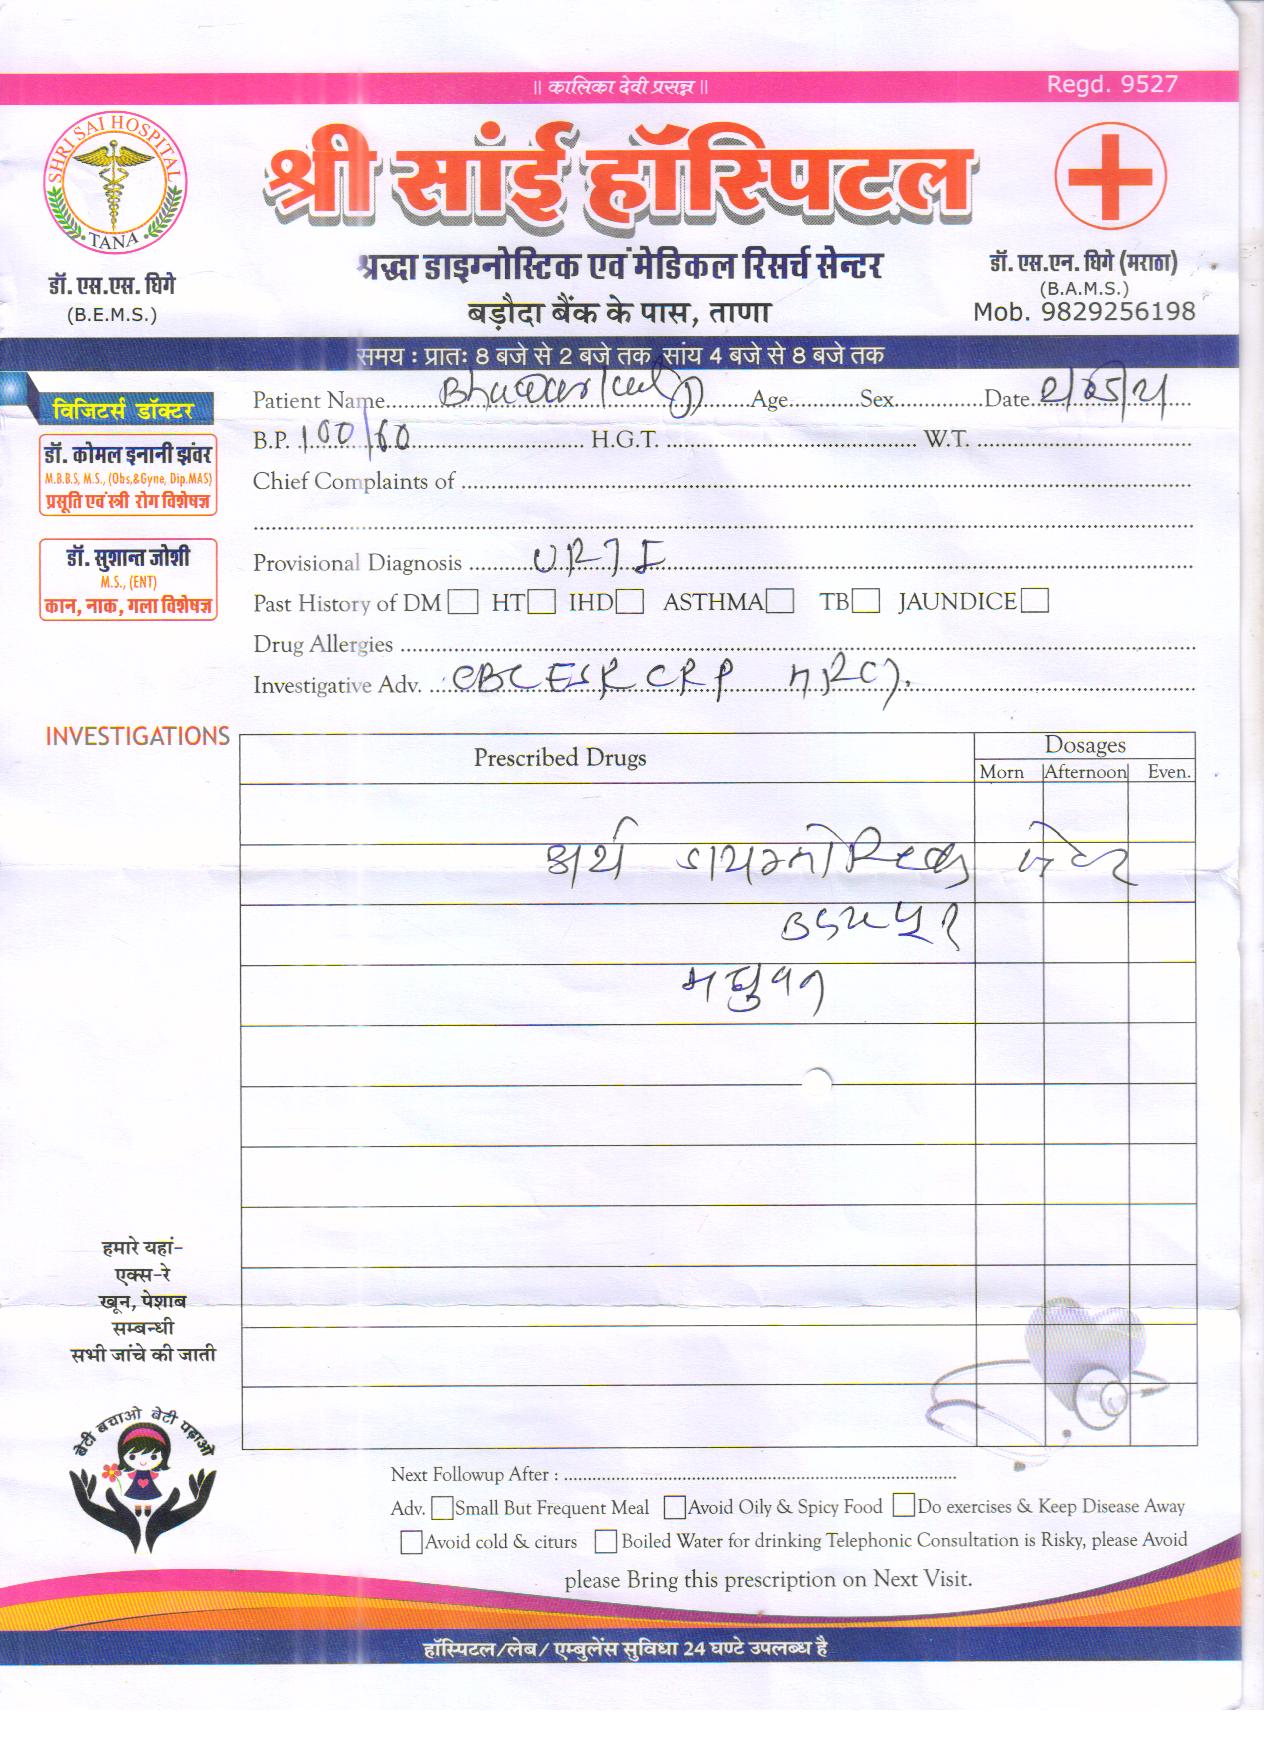 ॥ कालिका देवी प्रसन्न ॥ Regd. 9527
SHRI SAI HOSPITAL
TANA
श्री सांई हॉस्पिटल
श्रद्धा डाइग्नोस्टिक एवं मेडिकल रिसर्च सेन्टर
बड़ौदा बैंक के पास, ताणा
डॉ. एस.एस. घिगे
(B.E.M.S.)
डॉ. एस.एन. घिगे (मराठा)
(B.A.M.S.)
Mob. 9829256198
समय : प्रातः 8 बजे से 2 बजे तक सांय 4 बजे से 8 बजे तक
विजिटर्स डॉक्टर
डॉ. कोमल इनानी झंवर
M.B.B.S, M.S., (Obs,&Gyne, Dip.MAS)
प्रसूति एवं स्त्री रोग विशेषज्ञ
डॉ. सुशान्त जोशी
M.S., (ENT)
कान, नाक, गला विशेषज्ञ
Patient Name Age Sex Date
B.P. 100/60 H.G.T. W.T.
Chief Complaints of
Provisional Diagnosis URTI
Past History of DM HT IHD ASTHMA TB JAUNDICE
Drug Allergies
Investigative Adv. CBC ESR CRP
INVESTIGATIONS
Prescribed Drugs Dosages
Morn Afternoon Even.
अर्थ डायग्नोस्टिक सेंटर
उदयपुर
मधुवन
हमारे यहां-
एक्स-रे
खून, पेशाब
सम्बन्धी
सभी जांचे की जाती
बेटी बचाओ बेटी पढ़ाओ
Next Followup After :
Adv. Small But Frequent Meal Avoid Oily & Spicy Food Do exercises & Keep Disease Away
Avoid cold & citurs Boiled Water for drinking Telephonic Consultation is Risky, please Avoid
please Bring this prescription on Next Visit.
हॉस्पिटल/लेब/ एम्बुलेंस सुविधा 24 घण्टे उपलब्ध है